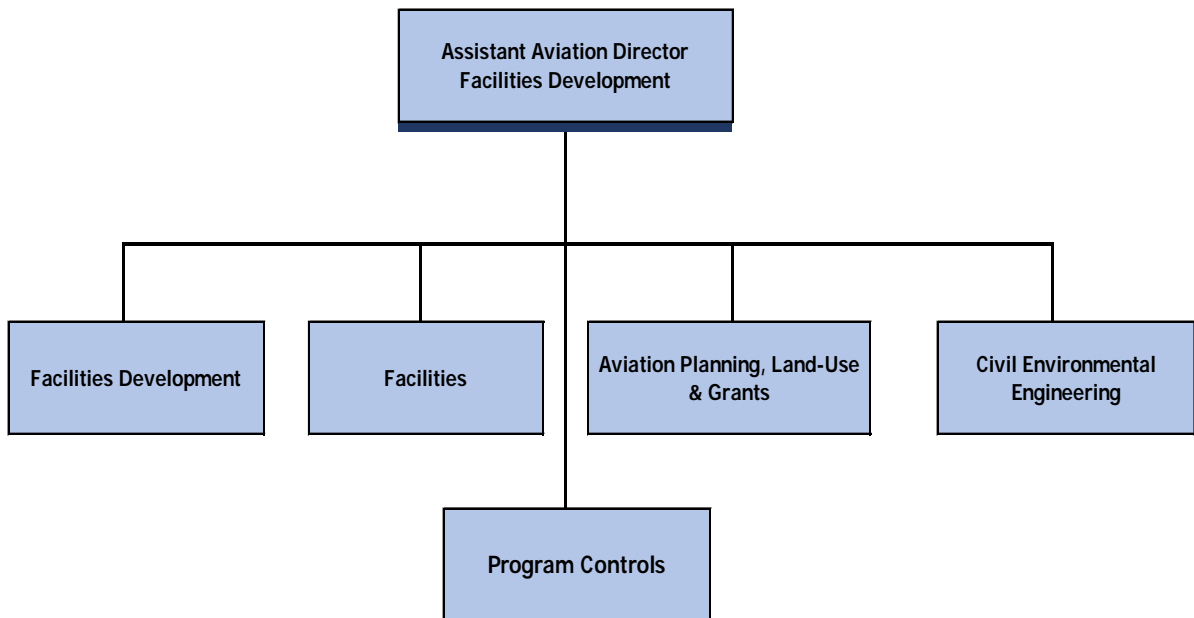 Assistant Aviation Director
Facilities Development
Facilities Development
Facilities
Aviation Planning, Land-Use
& Grants
Civil Environmental
Engineering
Program Controls